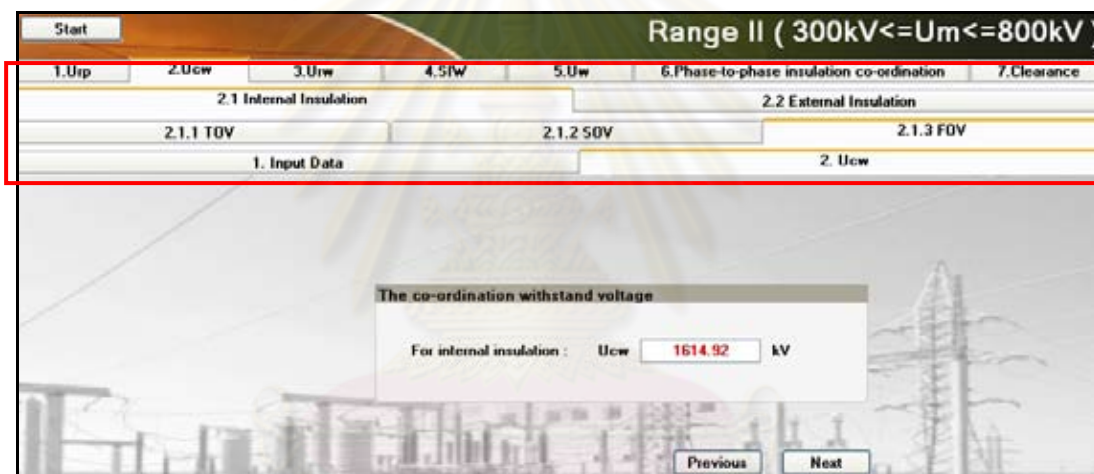 Start
Range II ( 300kV<=Um<=800kV )
1.Urp 2.Ucw 3.Urw 4.SIW 5.Uw 6.Phase-to-phase insulation co-ordination 7.Clearance
2.1 Internal Insulation 2.2 External Insulation
2.1.1 TOV 2.1.2 SOV 2.1.3 FOV
1. Input Data 2. Ucw
The co-ordination withstand voltage
For internal insulation : Ucw 1614.92 kV
Previous Next